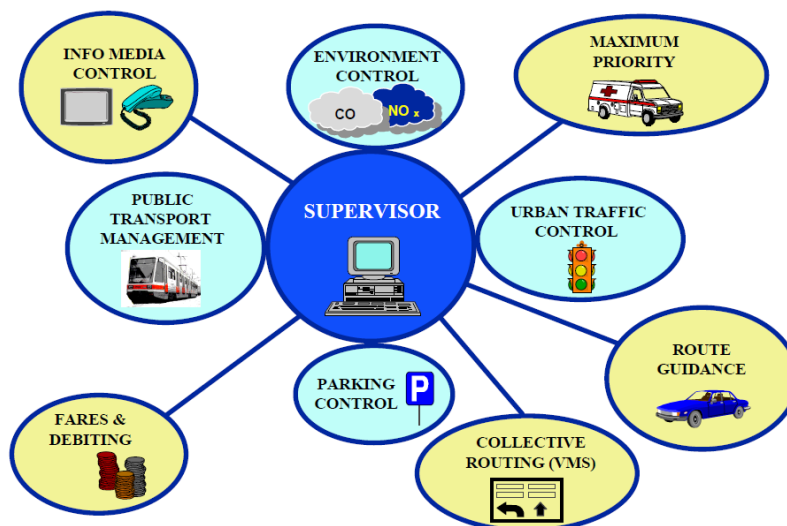 INFO MEDIA
CONTROL
ENVIRONMENT
CONTROL
CO
NOx
MAXIMUM
PRIORITY
PUBLIC
TRANSPORT
MANAGEMENT
SUPERVISOR
URBAN TRAFFIC
CONTROL
ROUTE
GUIDANCE
PARKING
CONTROL
P
FARES &
DEBITING
COLLECTIVE
ROUTING (VMS)